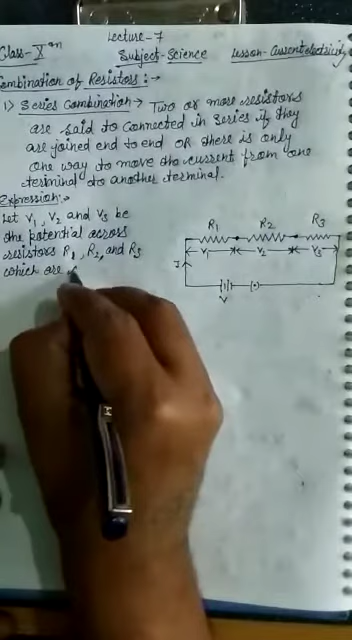 Lecture-7
Class-Xth Subject-Science Lesson-Current electricity
Combination of Resistors:-
1) Series Combination → Two or more resistors
are said to connected in series if they
are joined end to end OR there is only
one way to move the current from one
terminal to another terminal.
Expression:-
Let V1, V2 and V3 be
the potential across
resistors R1, R2, and R3
which are
R1 R2 R3
V1 V2 V3
I
V